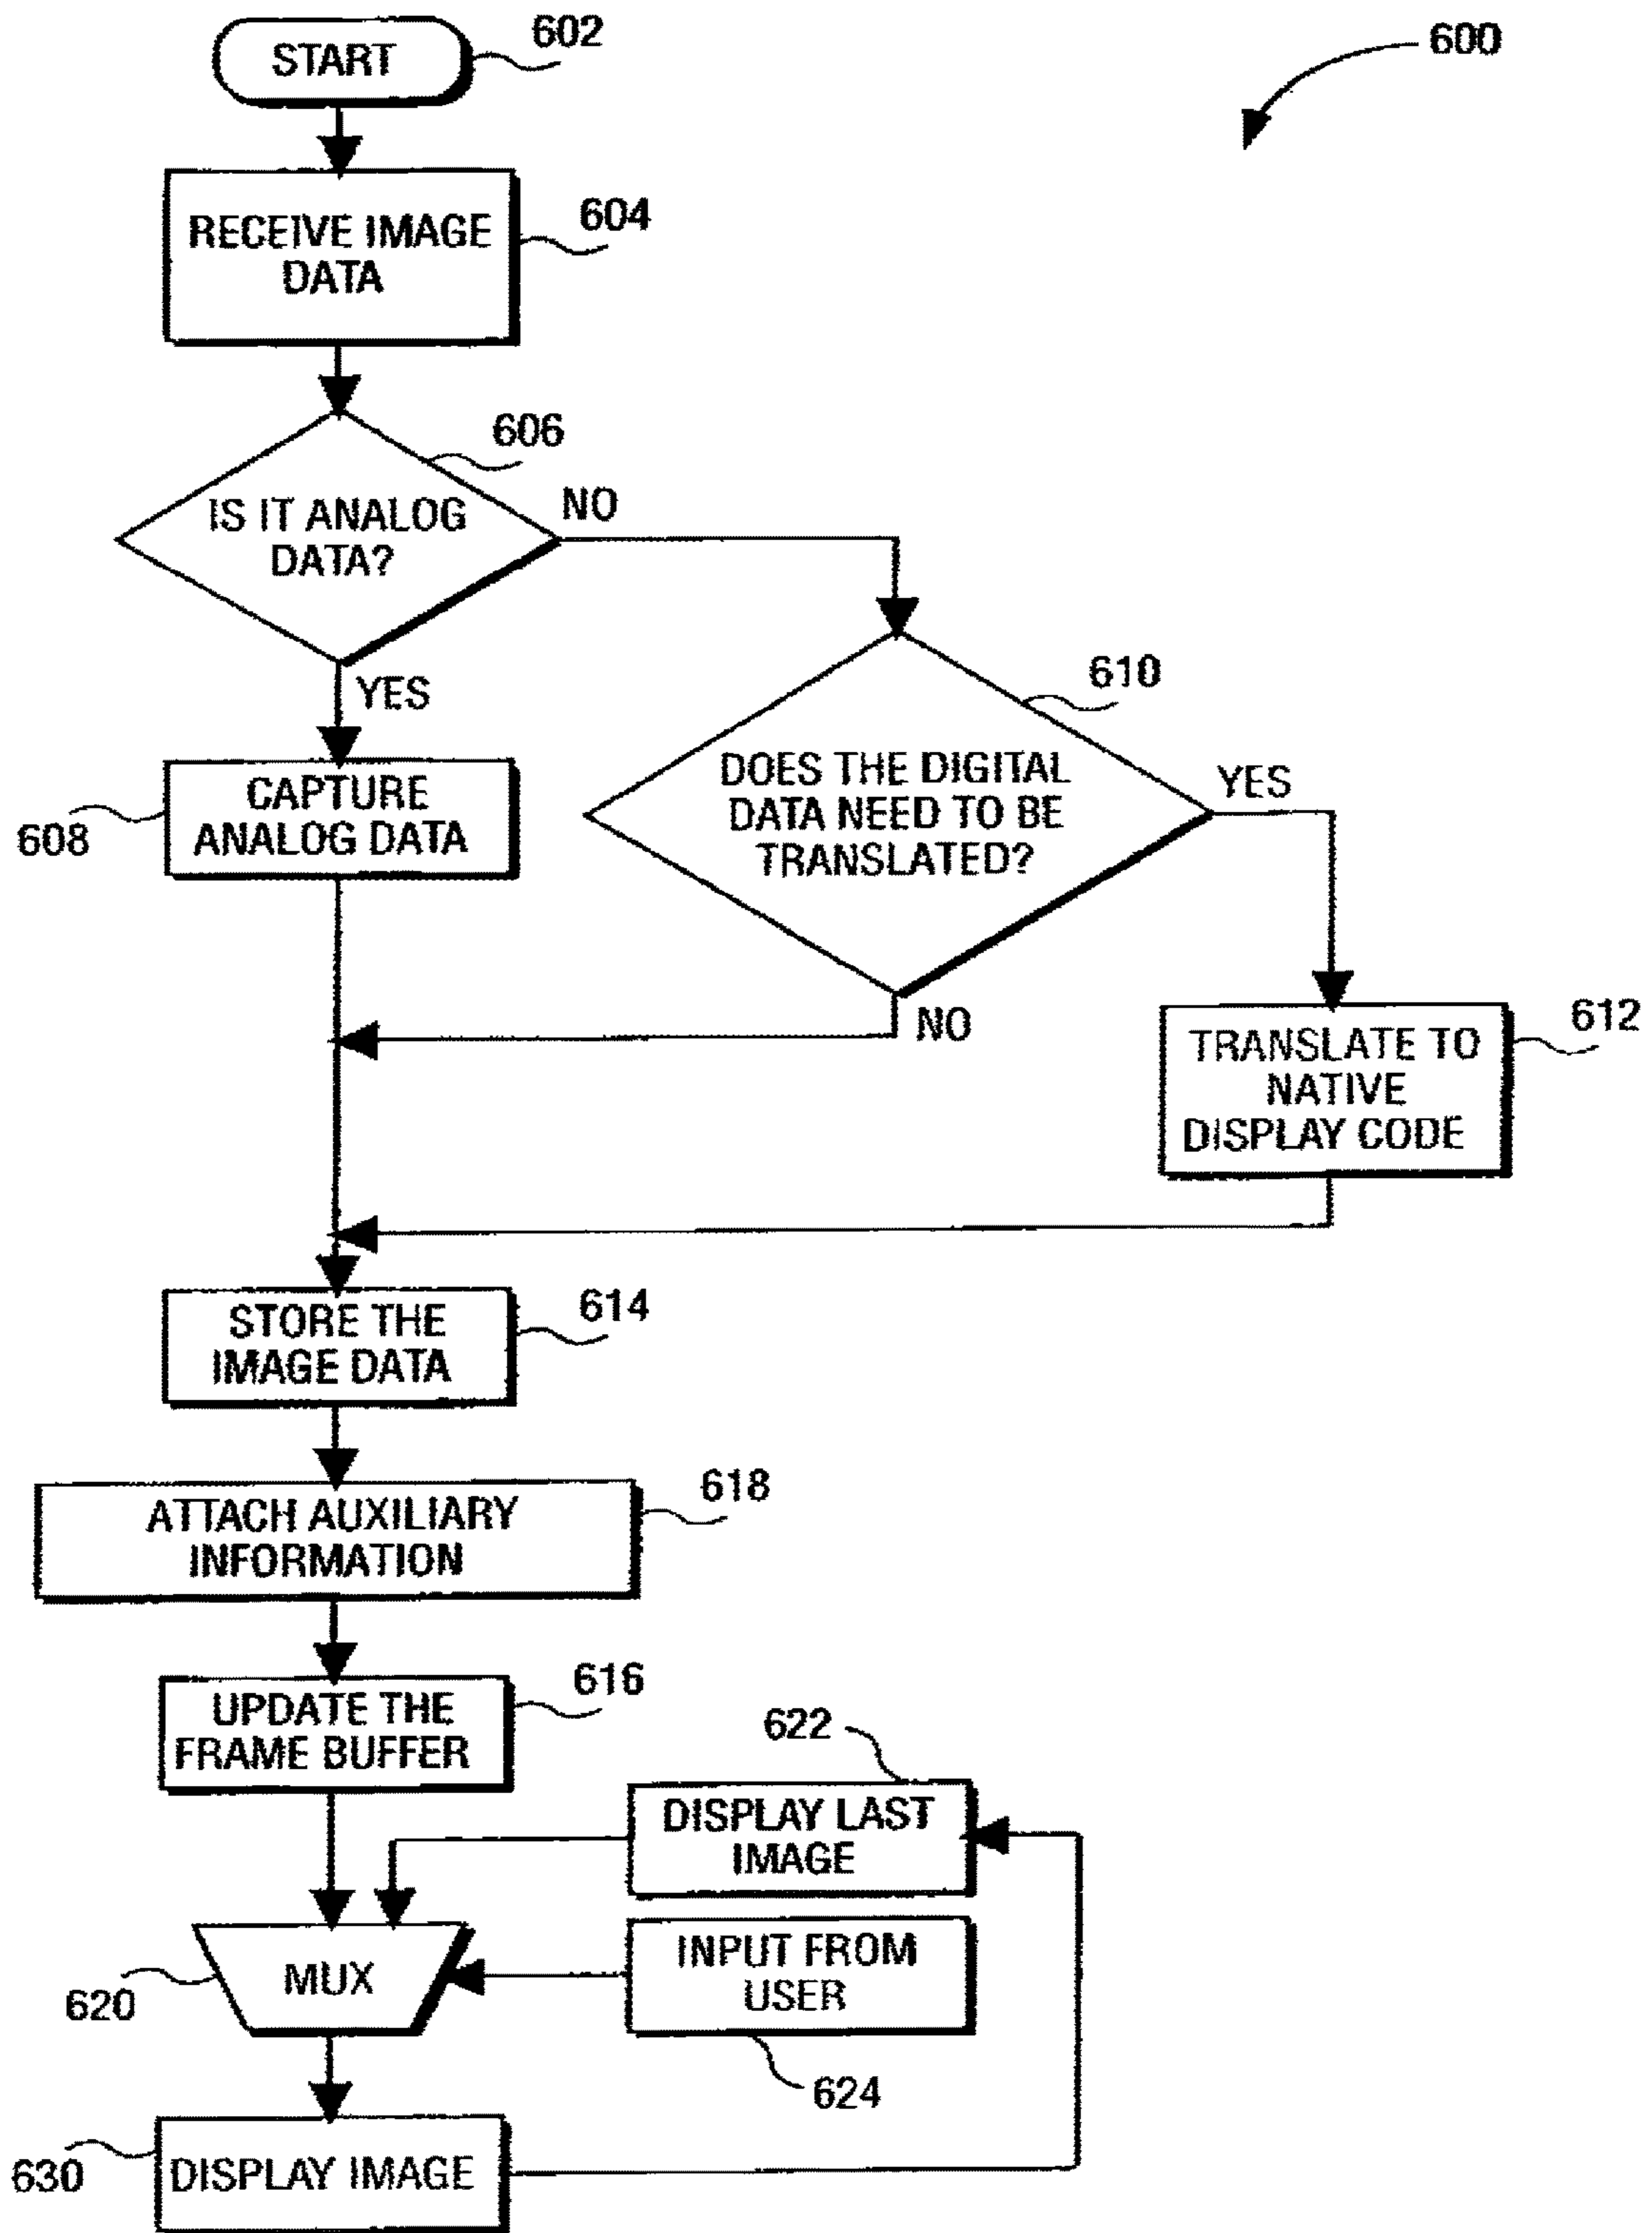 START
602
600
RECEIVE IMAGE
DATA
604
606
IS IT ANALOG
DATA?
NO
YES
610
DOES THE DIGITAL
DATA NEED TO BE
TRANSLATED?
YES
CAPTURE
ANALOG DATA
608
NO
612
TRANSLATE TO
NATIVE
DISPLAY CODE
STORE THE
IMAGE DATA
614
ATTACH AUXILIARY
INFORMATION
618
UPDATE THE
FRAME BUFFER
616
622
DISPLAY LAST
IMAGE
MUX
620
INPUT FROM
USER
624
DISPLAY IMAGE
630